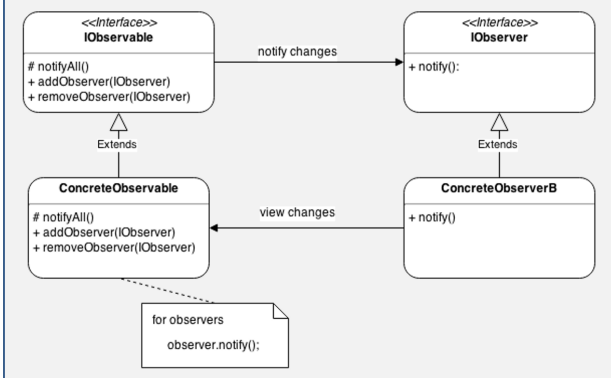 <<Interface>>
IObservable
# notifyAll()
+ addObserver(IObserver)
+ removeObserver(IObserver)
notify changes
<<Interface>>
IObserver
+ notify():
Extends
Extends
ConcreteObservable
# notifyAll()
+ addObserver(IObserver)
+ removeObserver(IObserver)
view changes
ConcreteObserverB
+ notify()
for observers
observer.notify();